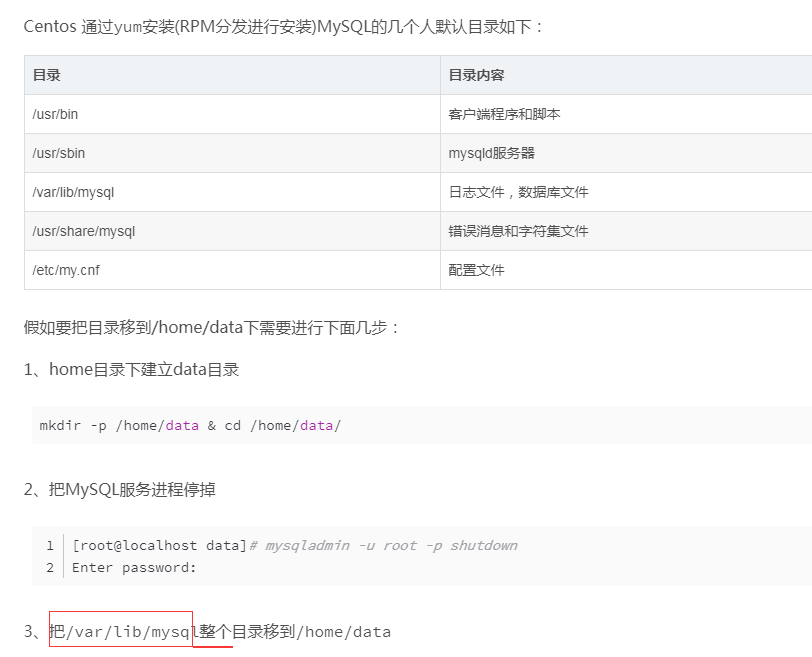 Centos 通过yum安装(RPM分发进行安装)MySQL的几个人默认目录如下：
目录 目录内容
/usr/bin 客户端程序和脚本
/usr/sbin mysqld服务器
/var/lib/mysql 日志文件，数据库文件
/usr/share/mysql 错误消息和字符集文件
/etc/my.cnf 配置文件
假如要把目录移到/home/data下需要进行下面几步：
1、home目录下建立data目录
mkdir -p /home/data & cd /home/data/
2、把MySQL服务进程停掉
1 [root@localhost data]# mysqladmin -u root -p shutdown
2 Enter password:
3、把/var/lib/mysql整个目录移到/home/data